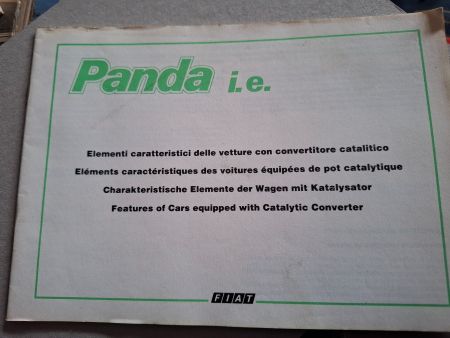 Panda i.e.
Elementi caratteristici delle vetture con convertitore catalitico
Eléments caractéristiques des voitures équipées de pot catalytique
Charakteristische Elemente der Wagen mit Katalysator
Features of Cars equipped with Catalytic Converter
FIAT